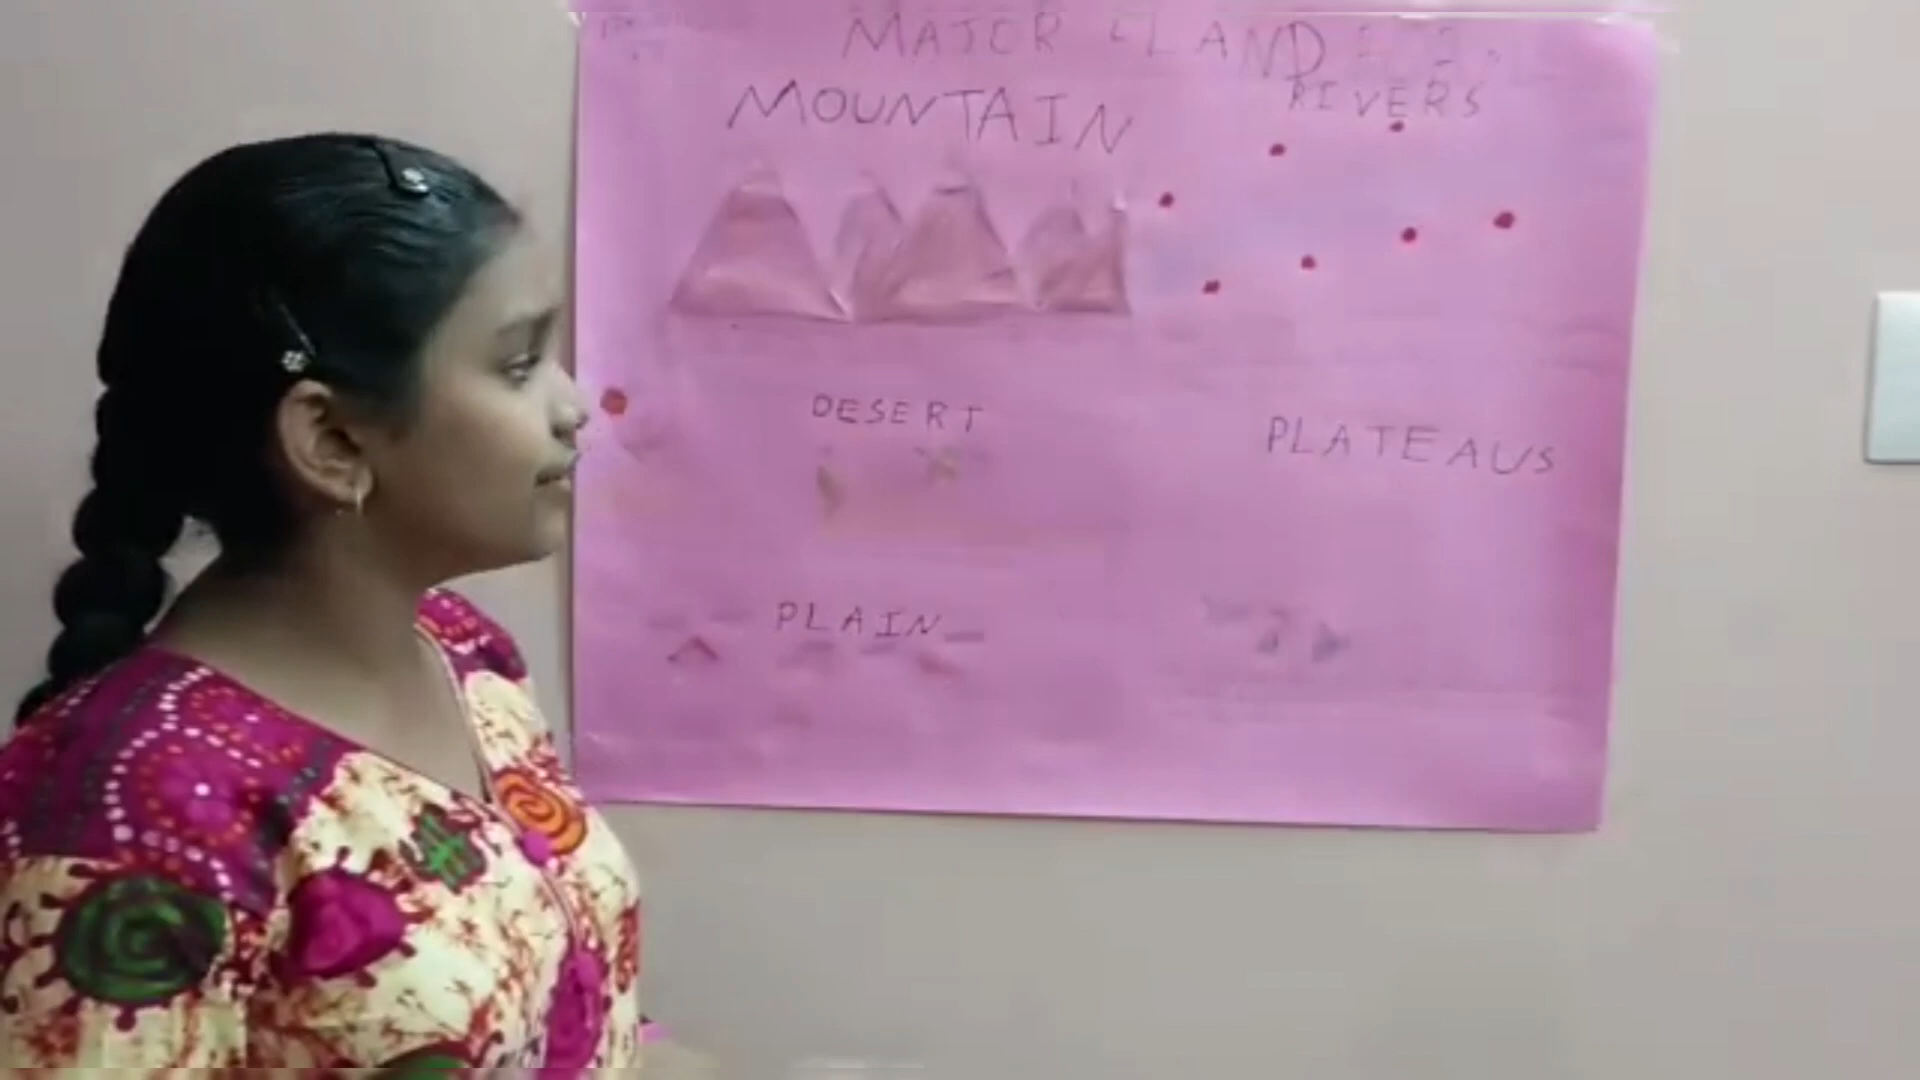 MAJOR LAND
MOUNTAIN
RIVERS
DESERT
PLATEAUS
PLAIN